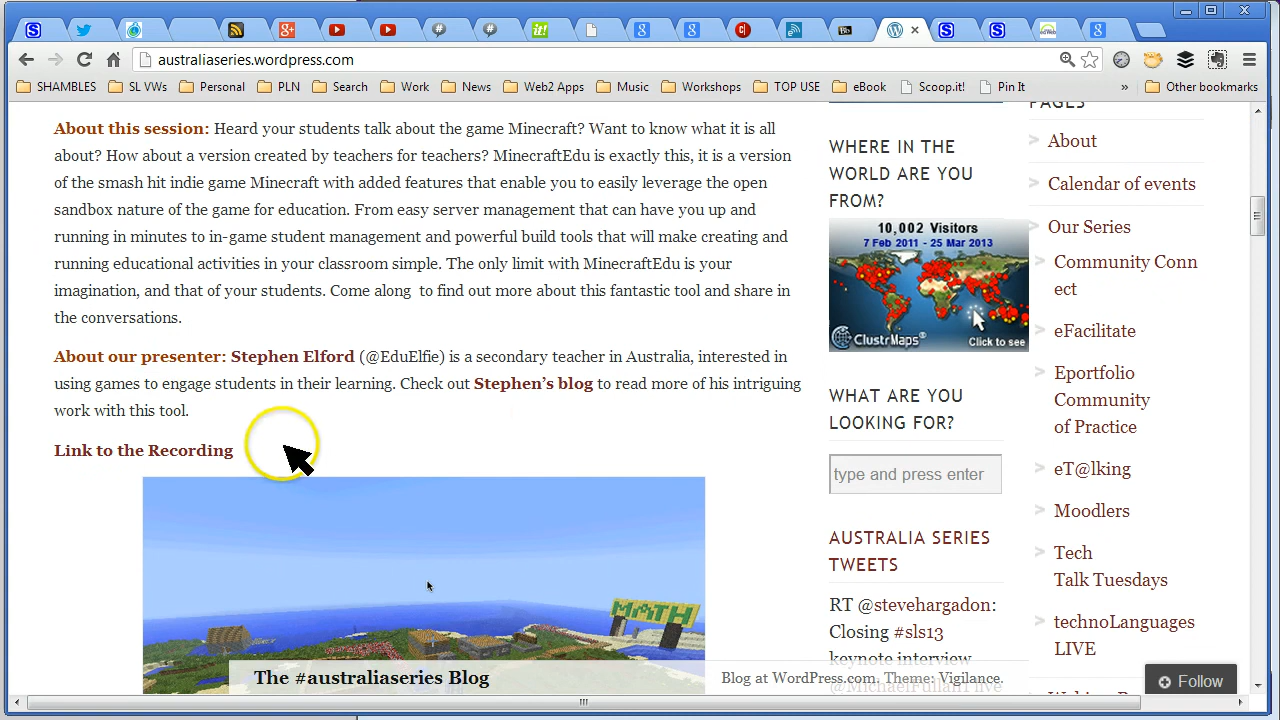 australiaseries.wordpress.com
SHAMBLES SL VWs Personal PLN Search Work News Web2 Apps Music Workshops TOP USE eBook Scoop.it! Pin It » Other bookmarks
About this session: Heard your students talk about the game Minecraft? Want to know what it is all
about? How about a version created by teachers for teachers? MinecraftEdu is exactly this, it is a version
of the smash hit indie game Minecraft with added features that enable you to easily leverage the open
sandbox nature of the game for education. From easy server management that can have you up and
running in minutes to in-game student management and powerful build tools that will make creating and
running educational activities in your classroom simple. The only limit with MinecraftEdu is your
imagination, and that of your students. Come along to find out more about this fantastic tool and share in
the conversations.
About our presenter: Stephen Elford (@EduElfie) is a secondary teacher in Australia, interested in
using games to engage students in their learning. Check out Stephen's blog to read more of his intriguing
work with this tool.
Link to the Recording
MATH
The #australiaseries Blog
Blog at WordPress.com. Theme: Vigilance.
WHERE IN
THE WORLD ARE
YOU FROM?
10,002 Visitors
7 Feb 2011 - 25 Mar 2013
ClustrMaps® Click to see
WHAT ARE YOU
LOOKING FOR?
type and press enter
AUSTRALIA SERIES
TWEETS
RT @stevehargadon:
Closing #sls13
keynote interview
@MichaelFullan1 live
PAGES
About
Calendar of events
Our Series
Community Conn
ect
eFacilitate
Eportfolio
Community
of Practice
eT@lking
Moodlers
Tech
Talk Tuesdays
technoLanguages
LIVE
Follow